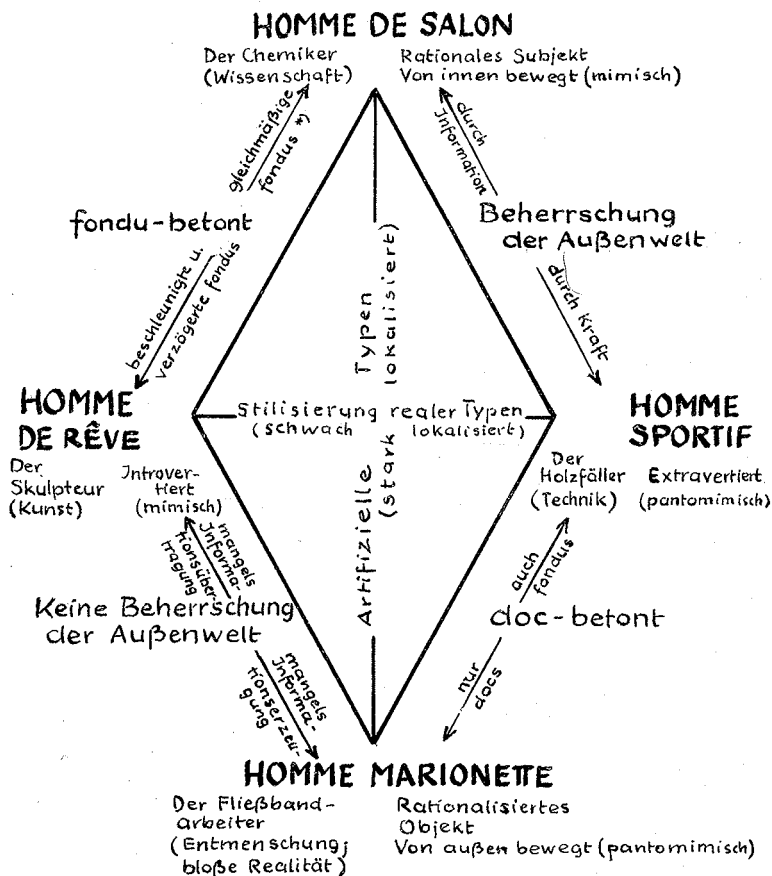 HOMME DE SALON
Der Chemiker
(Wissenschaft)
Rationales Subjekt
Von innen bewegt (mimisch)
gleichmäßige
fondus *)
durch
Information
fondu-betont
Beherrschung
der Außenwelt
beschleunigte u.
verzögerte fondus
durch Kraft
Artifizielle Typen
(stark lokalisiert)
Stilisierung realer Typen
(schwach lokalisiert)
HOMME
DE RÊVE
Der
Skulpteur
(Kunst)
Introver-
tiert
(mimisch)
HOMME
SPORTIF
Der
Holzfäller
(Technik)
Extravertiert
(pantomimisch)
mangels
Informa-
tionsüber-
tragung
auch
fondus
Keine Beherrschung
der Außenwelt
doc-betont
mangels
Informa-
tionserzeu-
gung
nur
docs
HOMME MARIONETTE
Der Fließband-
arbeiter
(Entmenschung;
bloße Realität)
Rationalisiertes
Objekt
Von außen bewegt (pantomimisch)